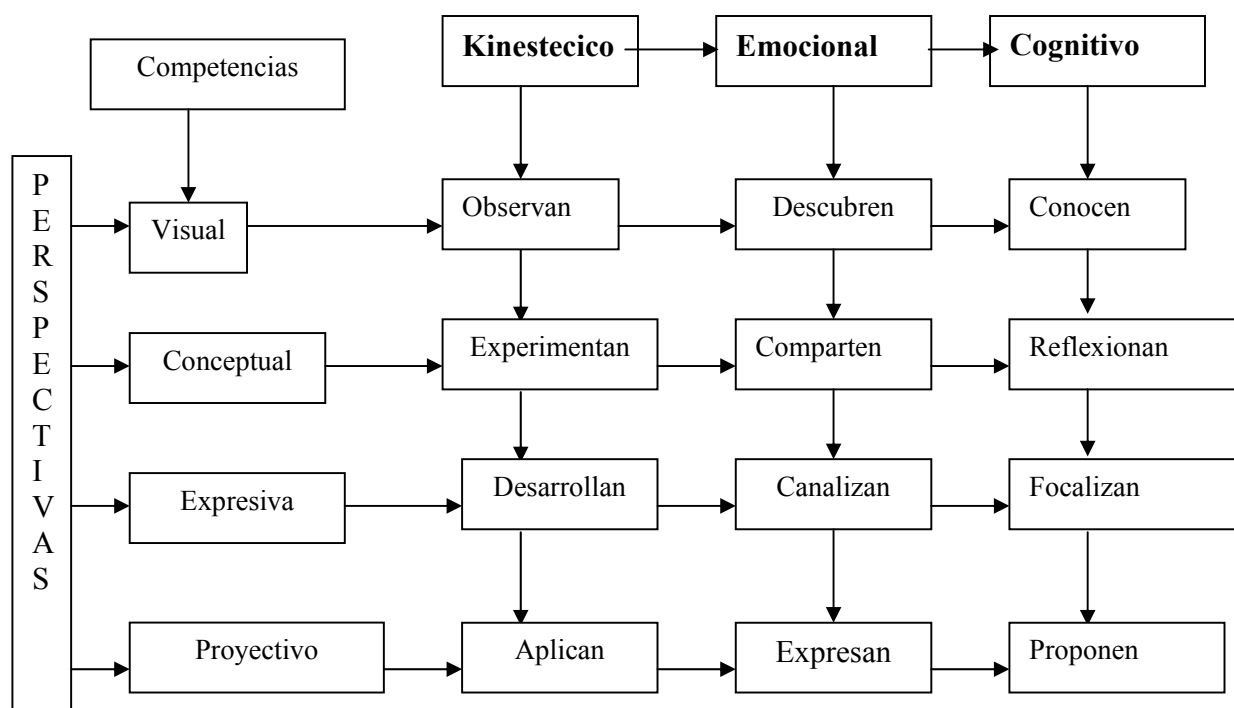 Kinestecico
Emocional
Cognitivo
Competencias
P
E
R
S
P
E
C
T
I
V
A
S
Visual
Observan
Descubren
Conocen
Conceptual
Experimentan
Comparten
Reflexionan
Expresiva
Desarrollan
Canalizan
Focalizan
Proyectivo
Aplican
Expresan
Proponen